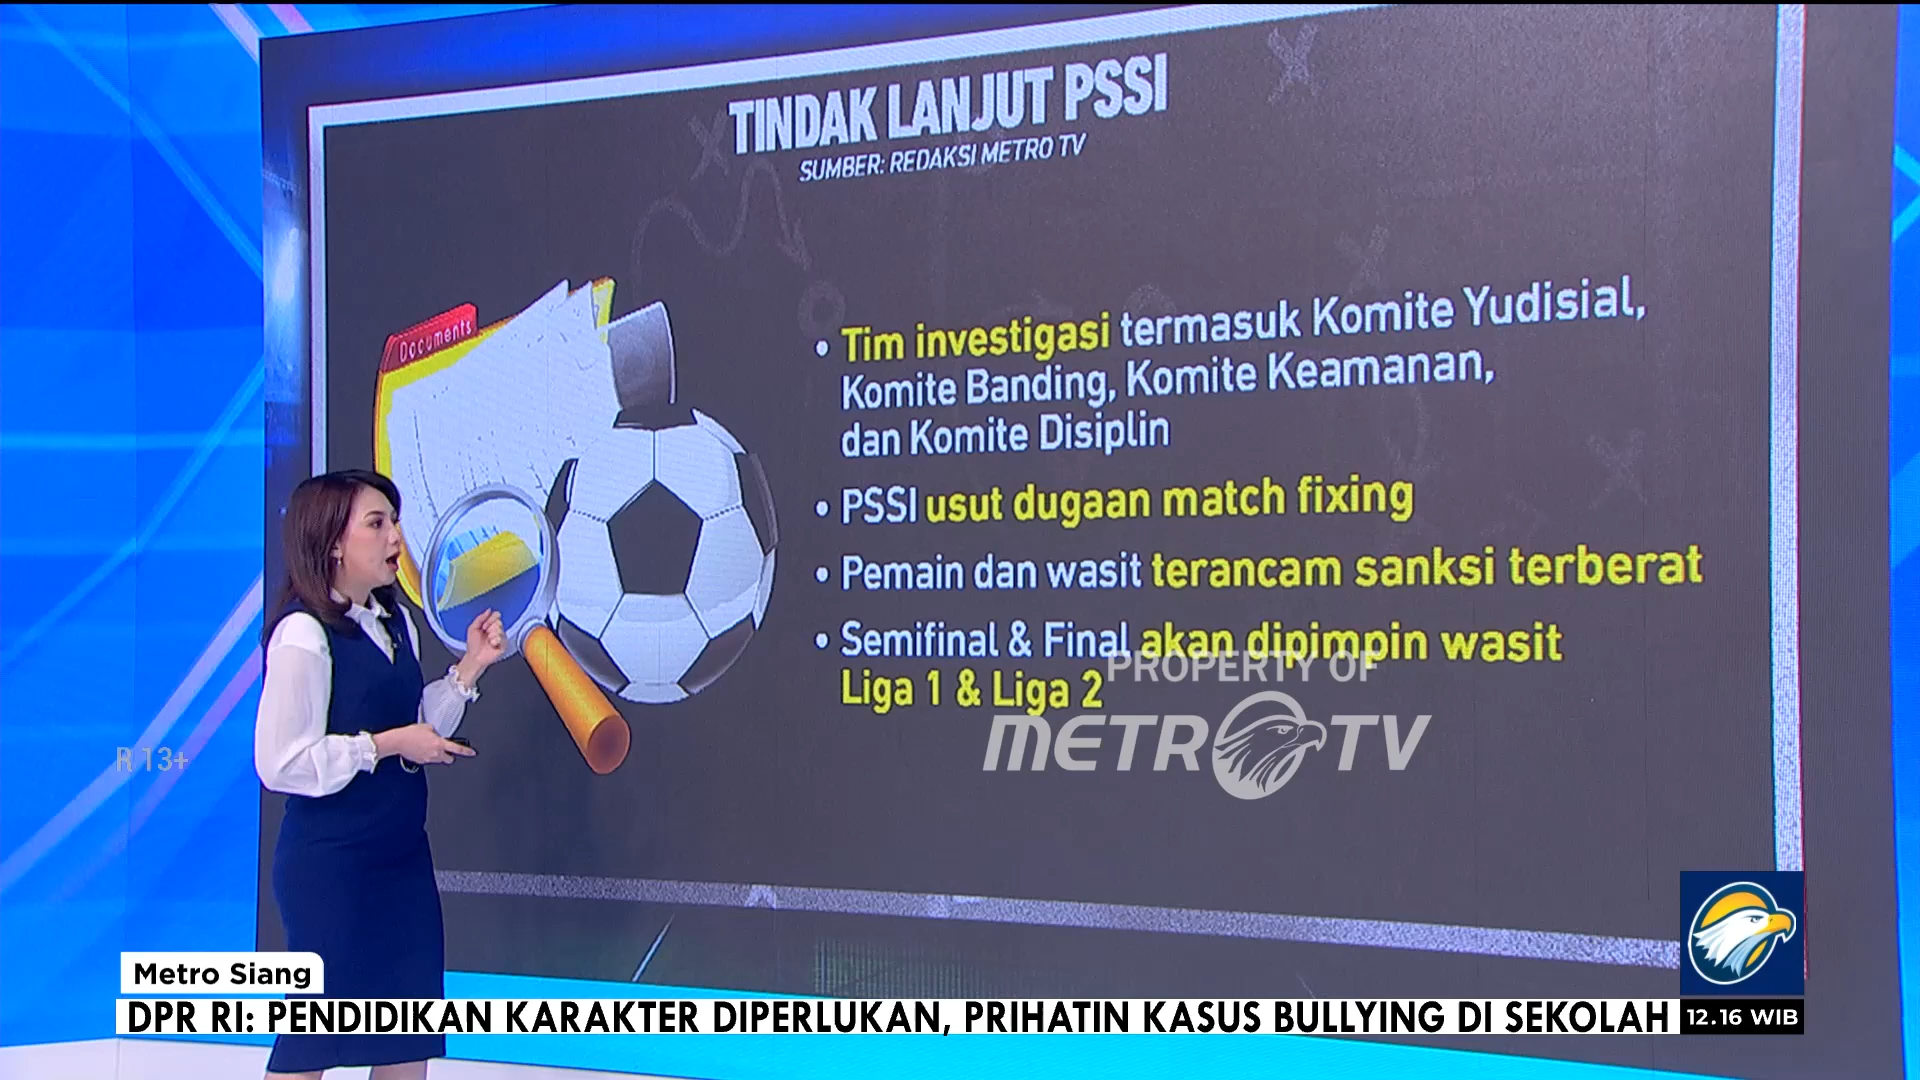 TINDAK LANJUT PSSI
SUMBER: REDAKSI METRO TV
Documents
• Tim investigasi termasuk Komite Yudisial,
Komite Banding, Komite Keamanan,
dan Komite Disiplin
• PSSI usut dugaan match fixing
• Pemain dan wasit terancam sanksi terberat
• Semifinal & Final akan dipimpin wasit
Liga 1 & Liga 2
PROPERTY OF
METRO TV
R 13+
Metro Siang
DPR RI: PENDIDIKAN KARAKTER DIPERLUKAN, PRIHATIN KASUS BULLYING DI SEKOLAH
12.16 WIB